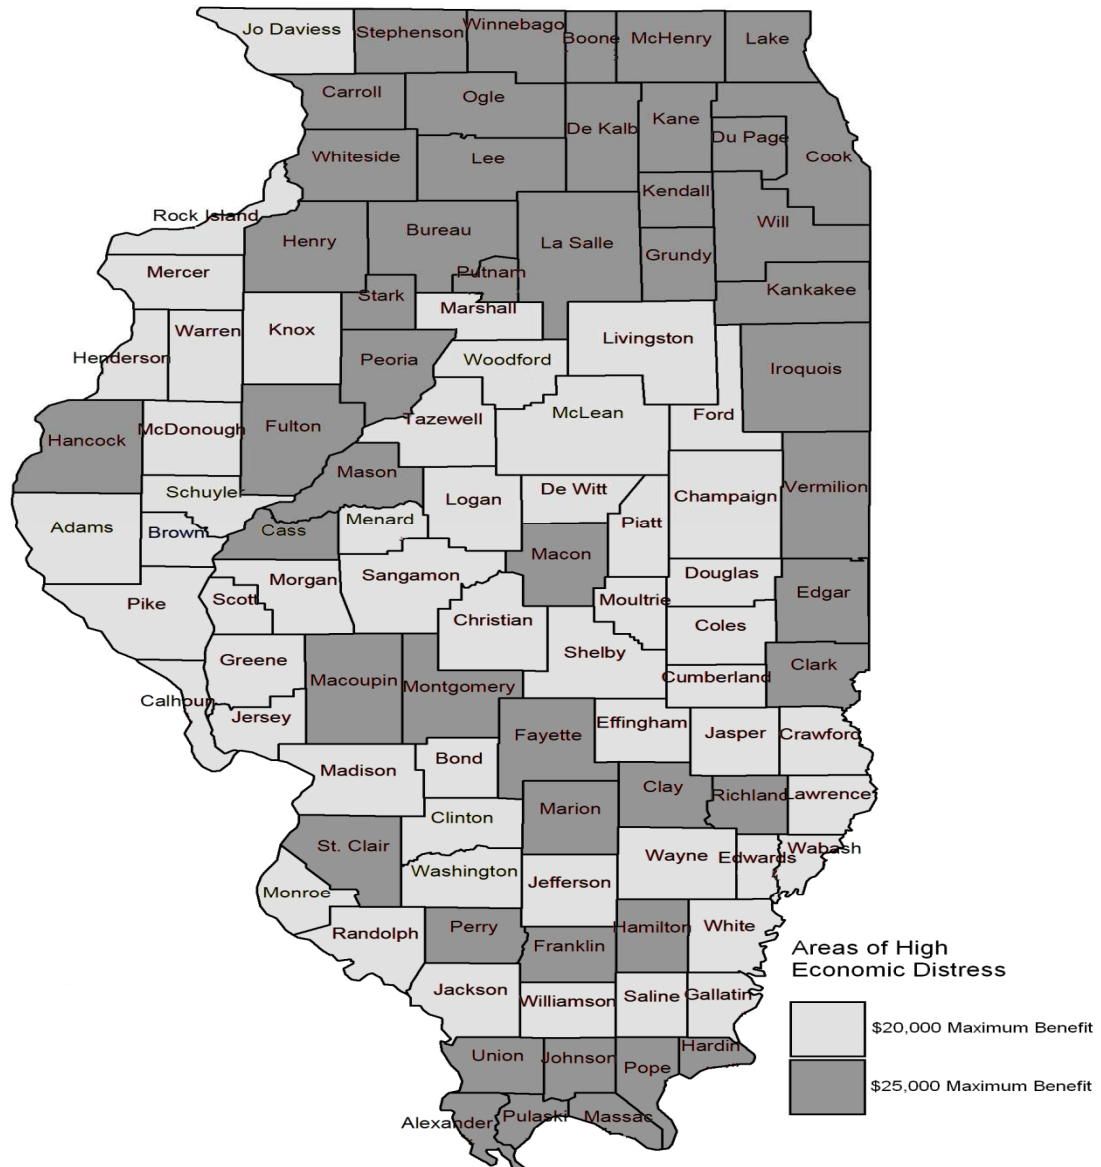 Jo Daviess
Stephenson
Winnebago
Boone
McHenry
Lake
Carroll
Ogle
De Kalb
Kane
Du Page
Cook
Whiteside
Lee
Kendall
Rock Island
Henry
Bureau
La Salle
Will
Grundy
Mercer
Putnam
Kankakee
Stark
Marshall
Warren
Knox
Livingston
Henderson
Peoria
Woodford
Iroquois
Hancock
McDonough
Fulton
Tazewell
McLean
Ford
Mason
Schuyler
Logan
De Witt
Champaign
Vermilion
Adams
Brown
Cass
Menard
Piatt
Macon
Pike
Scott
Morgan
Sangamon
Douglas
Edgar
Moultrie
Christian
Coles
Greene
Shelby
Clark
Macoupin
Montgomery
Cumberland
Calhoun
Jersey
Fayette
Effingham
Jasper
Crawford
Madison
Bond
Clay
Richland
Lawrence
Marion
Clinton
St. Clair
Wayne
Edwards
Wabash
Monroe
Washington
Jefferson
Randolph
Perry
Franklin
Hamilton
White
Jackson
Williamson
Saline
Gallatin
Union
Johnson
Pope
Hardin
Alexander
Pulaski
Massac
Areas of High
Economic Distress
$20,000 Maximum Benefit
$25,000 Maximum Benefit